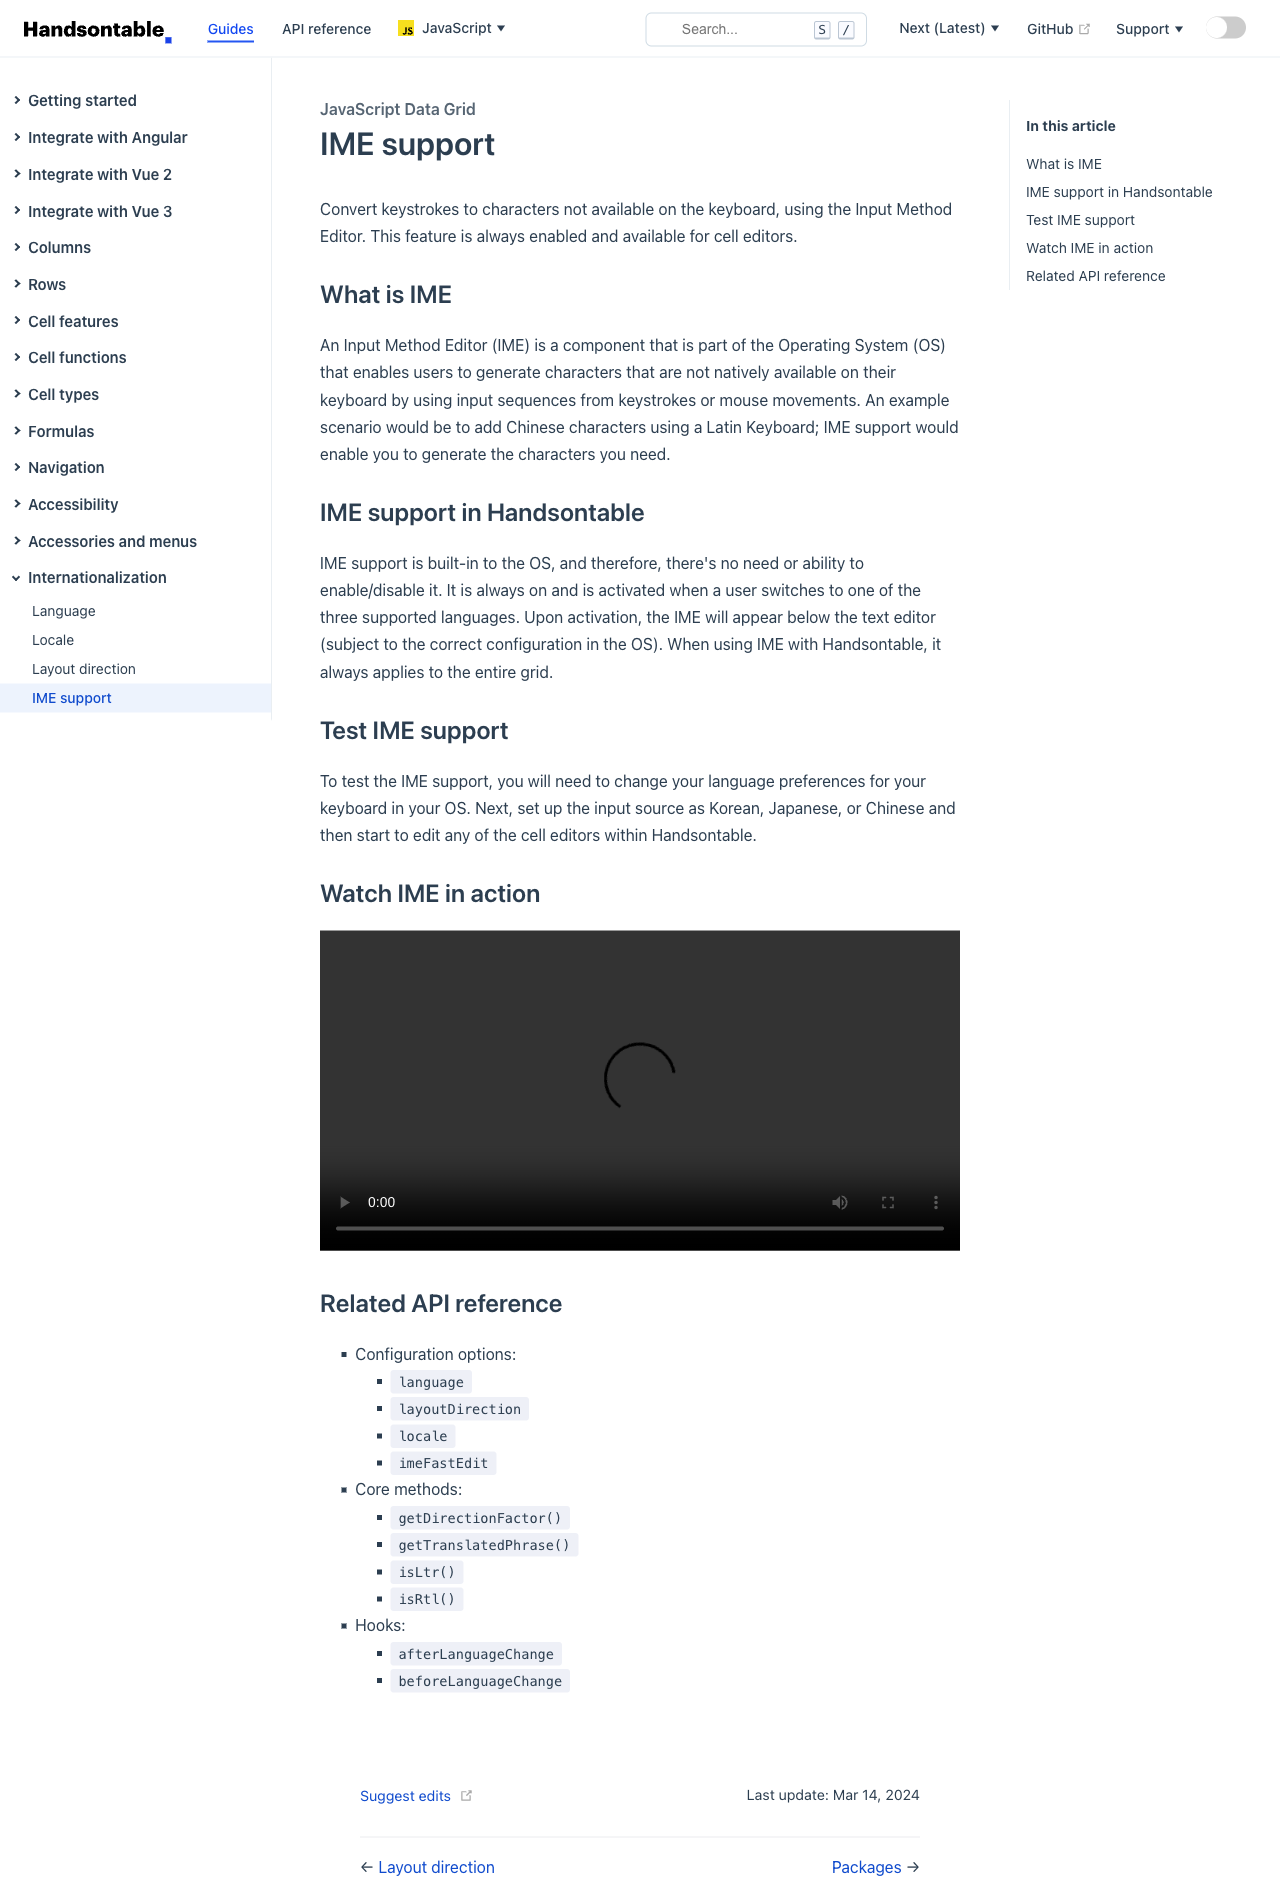 Handsontable
Guides
API reference
JS JavaScript
Search...
S /
Next (Latest)
GitHub
Support
Getting started
Integrate with Angular
Integrate with Vue 2
Integrate with Vue 3
Columns
Rows
Cell features
Cell functions
Cell types
Formulas
Navigation
Accessibility
Accessories and menus
Internationalization
Language
Locale
Layout direction
IME support
JavaScript Data Grid
IME support
Convert keystrokes to characters not available on the keyboard, using the Input Method
Editor. This feature is always enabled and available for cell editors.
What is IME
An Input Method Editor (IME) is a component that is part of the Operating System (OS)
that enables users to generate characters that are not natively available on their
keyboard by using input sequences from keystrokes or mouse movements. An example
scenario would be to add Chinese characters using a Latin Keyboard; IME support would
enable you to generate the characters you need.
IME support in Handsontable
IME support is built-in to the OS, and therefore, there's no need or ability to
enable/disable it. It is always on and is activated when a user switches to one of the
three supported languages. Upon activation, the IME will appear below the text editor
(subject to the correct configuration in the OS). When using IME with Handsontable, it
always applies to the entire grid.
Test IME support
To test the IME support, you will need to change your language preferences for your
keyboard in your OS. Next, set up the input source as Korean, Japanese, or Chinese and
then start to edit any of the cell editors within Handsontable.
Watch IME in action
0:00
Related API reference
Configuration options:
language
layoutDirection
locale
imeFastEdit
Core methods:
getDirectionFactor()
getTranslatedPhrase()
isLtr()
isRtl()
Hooks:
afterLanguageChange
beforeLanguageChange
Suggest edits
Last update: Mar 14, 2024
← Layout direction
Packages →
In this article
What is IME
IME support in Handsontable
Test IME support
Watch IME in action
Related API reference